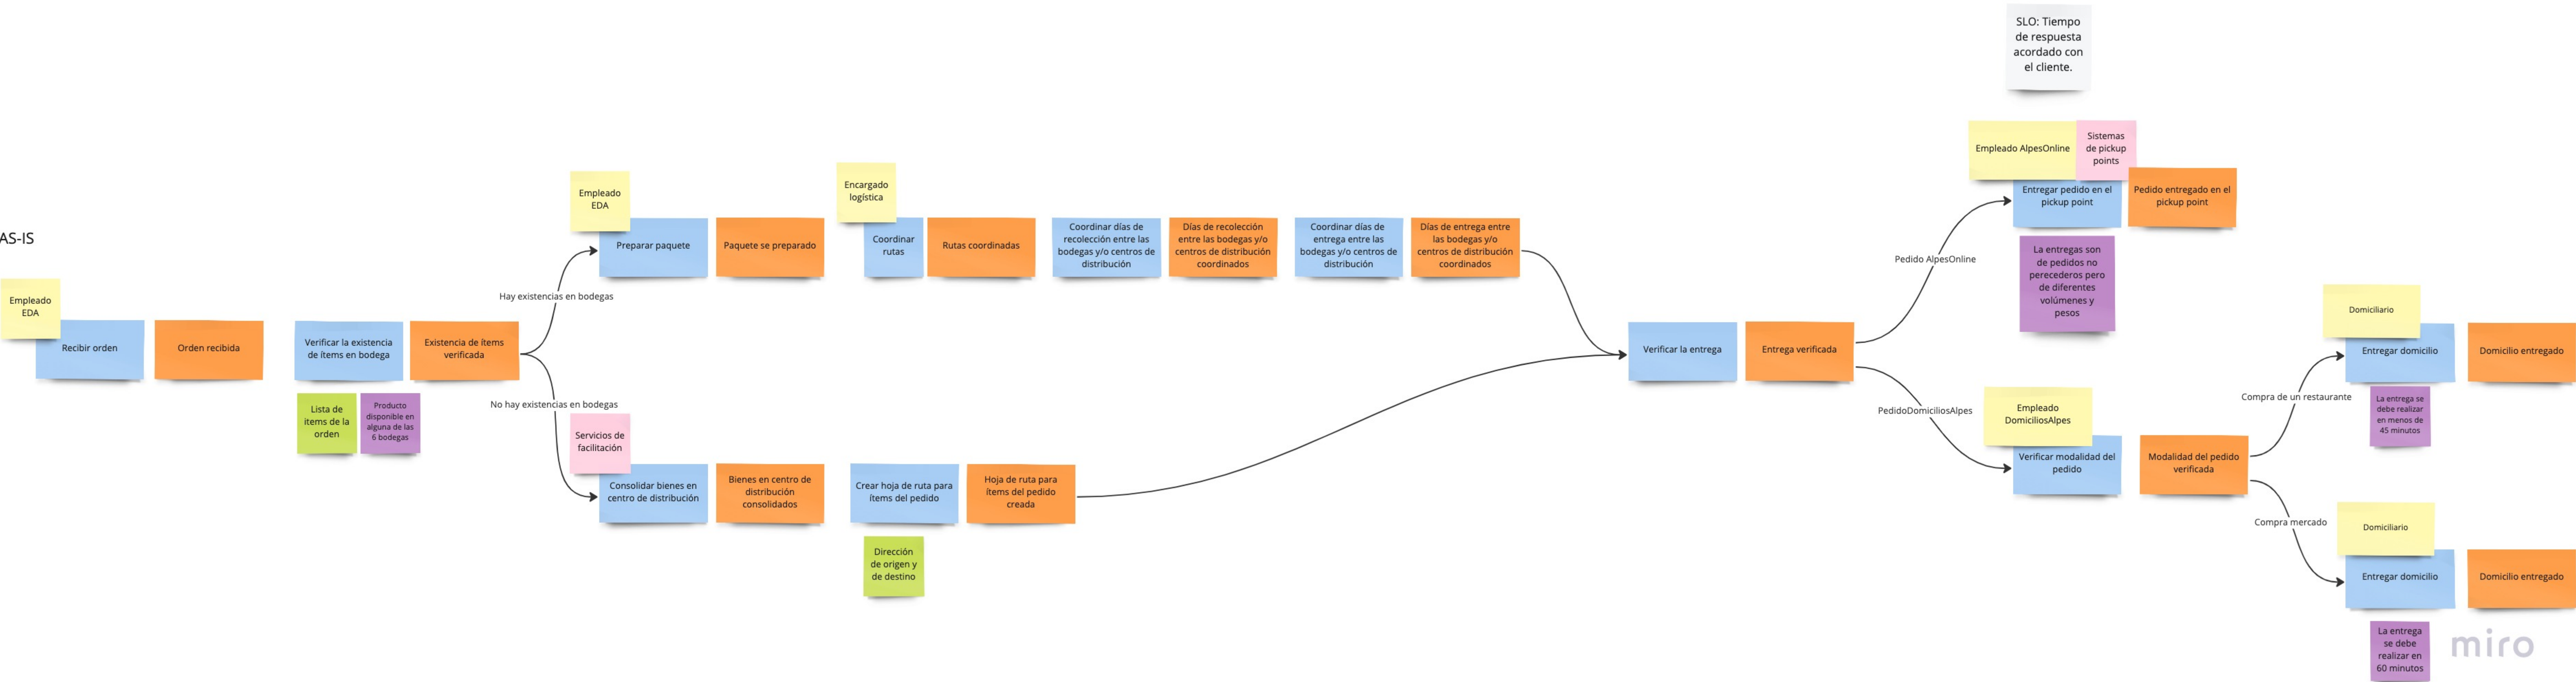 SLO: Tiempo
de respuesta
acordado con
el cliente.
AS-IS
Empleado
EDA
Recibir orden
Orden recibida
Verificar la existencia
de ítems en bodega
Existencia de ítems
verificada
Lista de
items de la
orden
Producto
disponible en
alguna de las
6 bodegas
Hay existencias en bodegas
Empleado
EDA
Preparar paquete
Paquete se preparado
Encargado
logística
Coordinar
rutas
Rutas coordinadas
Coordinar días de
recolección entre las
bodegas y/o centros de
distribución
Días de recolección
entre las bodegas y/o
centros de distribución
coordinados
Coordinar días de
entrega entre las
bodegas y/o centros de
distribución
Días de entrega entre
las bodegas y/o
centros de distribución
coordinados
No hay existencias en bodegas
Servicios de
facilitación
Consolidar bienes en
centro de distribución
Bienes en centro de
distribución
consolidados
Crear hoja de ruta para
ítems del pedido
Hoja de ruta para
ítems del pedido
creada
Dirección
de origen y
de destino
Verificar la entrega
Entrega verificada
Pedido AlpesOnline
Empleado AlpesOnline
Sistemas
de pickup
points
Entregar pedido en el
pickup point
Pedido entregado en el
pickup point
La entregas son
de pedidos no
perecederos pero
de diferentes
volúmenes y
pesos
PedidoDomiciliosAlpes
Empleado
DomiciliosAlpes
Verificar modalidad del
pedido
Modalidad del pedido
verificada
Compra de un restaurante
Domiciliario
Entregar domicilio
Domicilio entregado
La entrega se
debe realizar
en menos de
45 minutos
Compra mercado
Domiciliario
Entregar domicilio
Domicilio entregado
La entrega
se debe
realizar en
60 minutos
miro